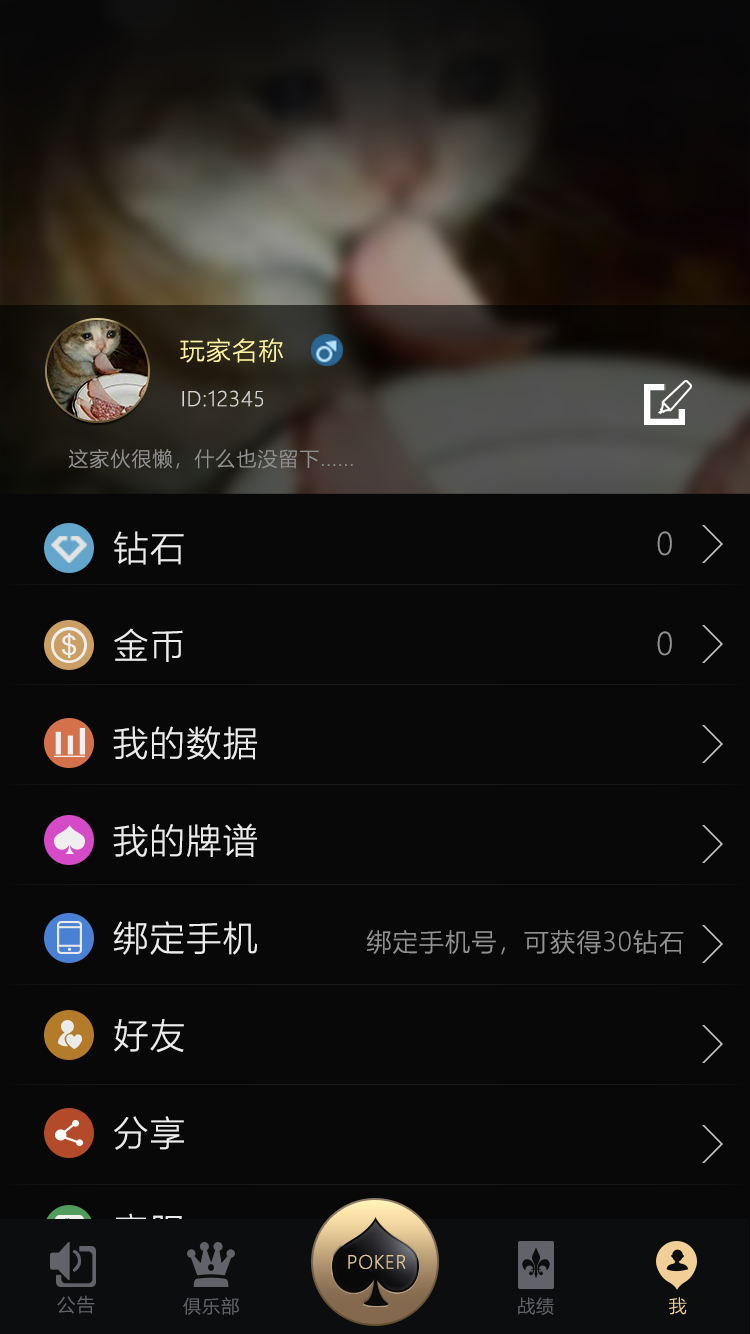 玩家名称
ID:12345
这家伙很懒，什么也没留下......
钻石 0
金币 0
我的数据
我的牌谱
绑定手机 绑定手机号，可获得30钻石
好友
分享
POKER
公告 俱乐部 战绩 我